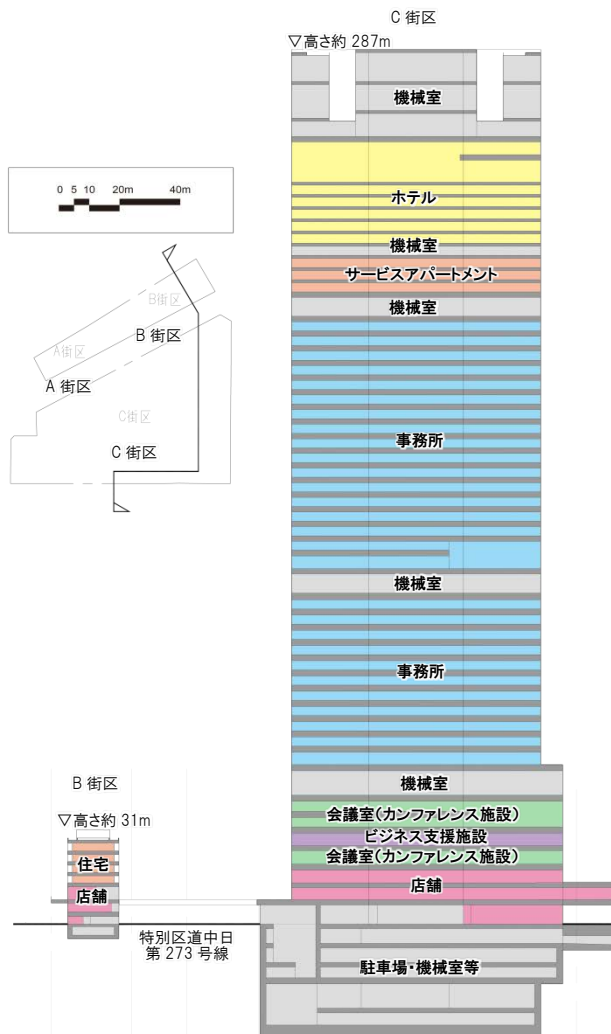 C 街区
▽高さ約 287m
機械室
0 5 10 20m 40m
ホテル
機械室
サービスアパートメント
機械室
B街区
B 街区
A街区
A 街区
C街区
C 街区
事務所
機械室
事務所
B 街区
▽高さ約 31m
機械室
会議室(カンファレンス施設)
ビジネス支援施設
会議室(カンファレンス施設)
住宅
店舗
店舗
特別区道中日
第 273 号線
駐車場・機械室等